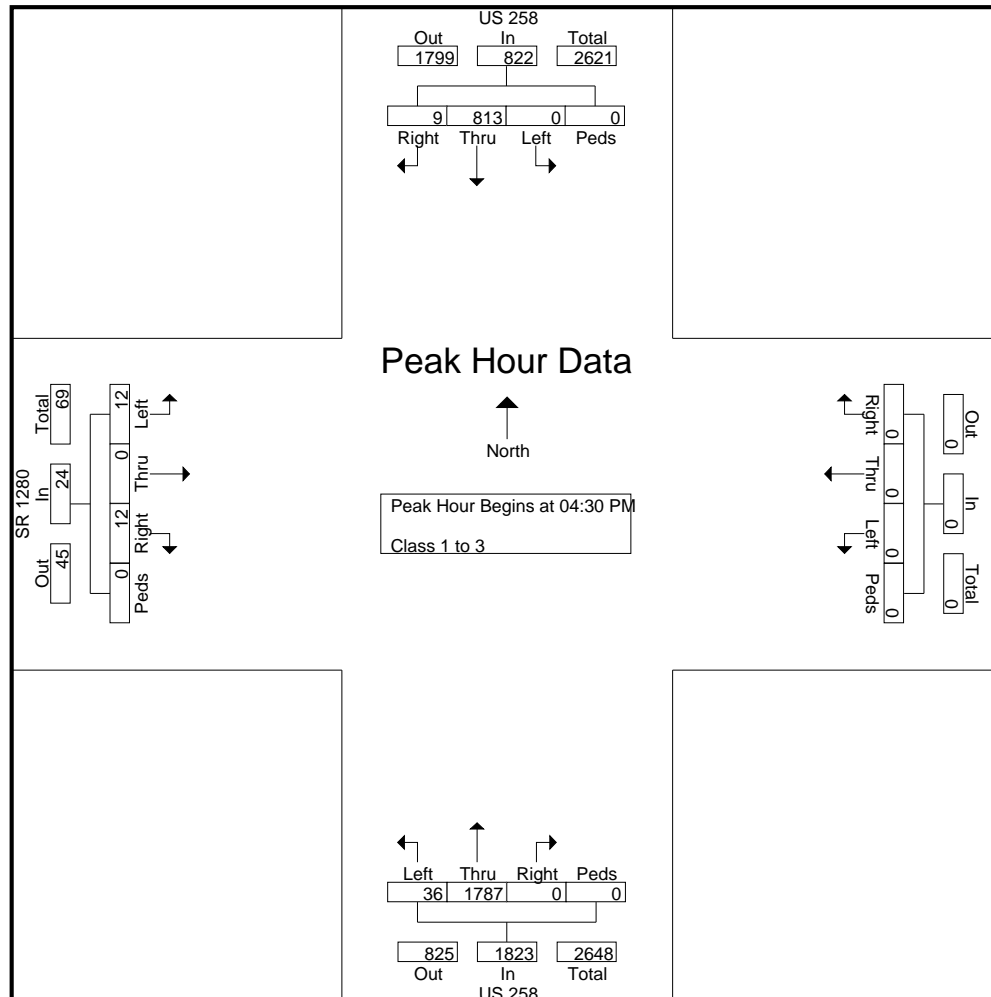 US 258
Out In Total
1799 822 2621
9 813 0 0
Right Thru Left Peds
Peak Hour Data
North
Peak Hour Begins at 04:30 PM
Class 1 to 3
SR 1280
Total In Out
69 24 45
12 0 12 0
Left Thru Right Peds
Right Thru Left Peds
0 0 0 0
Out In Total
0 0 0
Left Thru Right Peds
36 1787 0 0
825 1823 2648
Out In Total
US 258